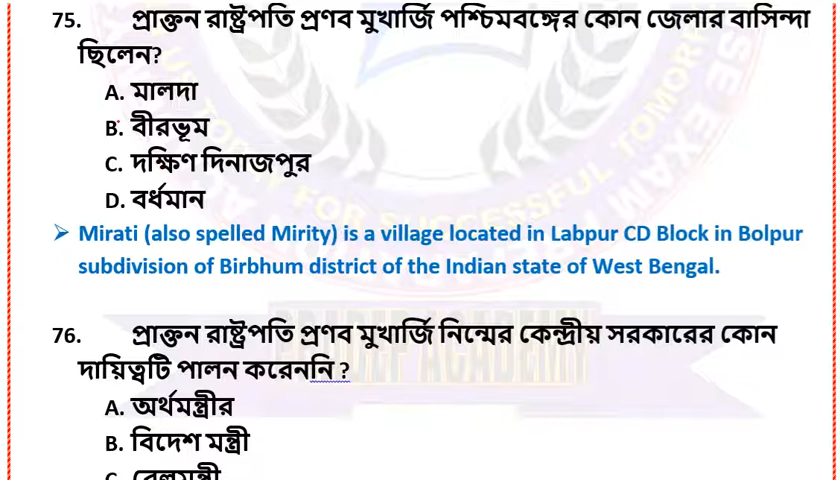 75. প্রাক্তন রাষ্ট্রপতি প্রণব মুখার্জি পশ্চিমবঙ্গের কোন জেলার বাসিন্দা
ছিলেন?
A. মালদা
B. বীরভূম
C. দক্ষিণ দিনাজপুর
D. বর্ধমান
➢ Mirati (also spelled Mirity) is a village located in Labpur CD Block in Bolpur
subdivision of Birbhum district of the Indian state of West Bengal.
76. প্রাক্তন রাষ্ট্রপতি প্রণব মুখার্জি নিম্মের কেন্দ্রীয় সরকারের কোন
দায়িত্বটি পালন করেননি ?
A. অর্থমন্ত্রীর
B. বিদেশ মন্ত্রী
C. রেলমন্ত্রী